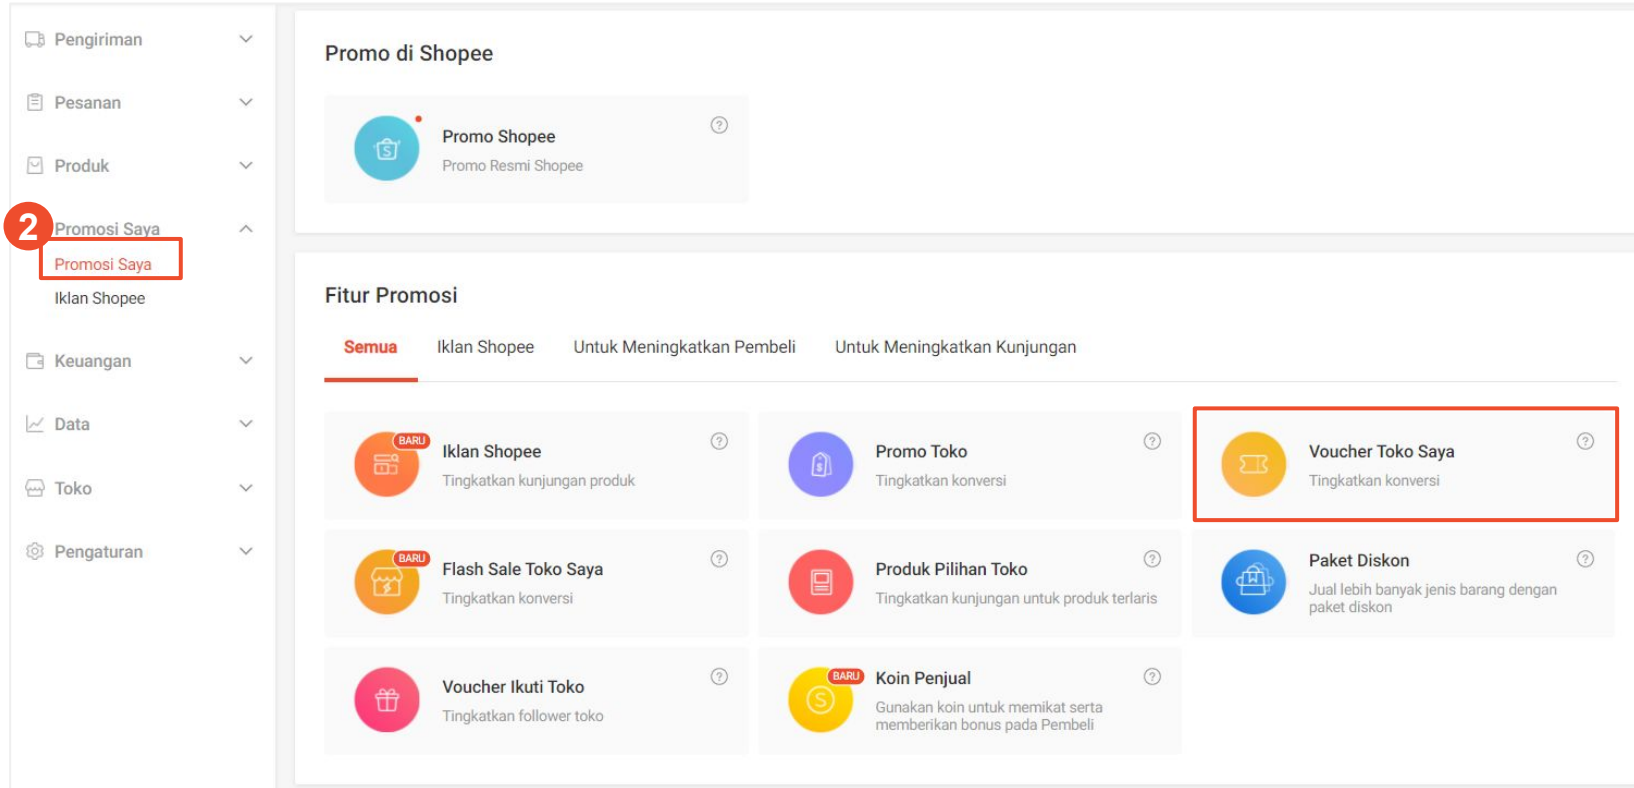 Pengiriman
Pesanan
Produk
2
Promosi Saya
Promosi Saya
Iklan Shopee
Keuangan
Data
Toko
Pengaturan
Promo di Shopee
Promo Shopee
Promo Resmi Shopee
Fitur Promosi
Semua Iklan Shopee Untuk Meningkatkan Pembeli Untuk Meningkatkan Kunjungan
BARU
Iklan Shopee
Tingkatkan kunjungan produk
Promo Toko
Tingkatkan konversi
Voucher Toko Saya
Tingkatkan konversi
BARU
Flash Sale Toko Saya
Tingkatkan konversi
Produk Pilihan Toko
Tingkatkan kunjungan untuk produk terlaris
Paket Diskon
Jual lebih banyak jenis barang dengan
paket diskon
Voucher Ikuti Toko
Tingkatkan follower toko
BARU
Koin Penjual
Gunakan koin untuk memikat serta
memberikan bonus pada Pembeli